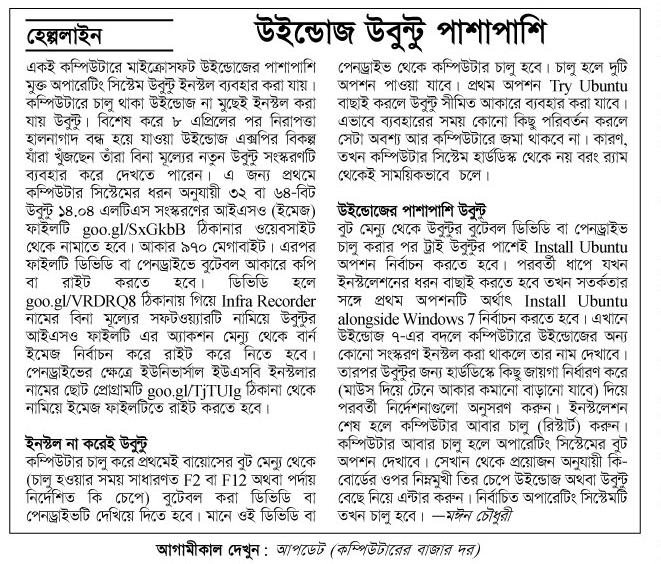 হেল্পলাইন
উইন্ডোজ উবুন্টু পাশাপাশি
একই কম্পিউটারে মাইক্রোসফট উইন্ডোজের পাশাপাশি
মুক্ত অপারেটিং সিস্টেম উবুন্টু ইনস্টল ব্যবহার করা যায়।
কম্পিউটারে চালু থাকা উইন্ডোজ না মুছেই ইনস্টল করা
যায় উবুন্টু। বিশেষ করে ৮ এপ্রিলের পর নিরাপত্তা
হালনাগাদ বন্ধ হয়ে যাওয়া উইন্ডোজ এক্সপির বিকল্প
যাঁরা খুঁজছেন তাঁরা বিনা মূল্যের নতুন উবুন্টু সংস্করণটি
ব্যবহার করে দেখতে পারেন। এ জন্য প্রথমে
কম্পিউটার সিস্টেমের ধরন অনুযায়ী ৩২ বা ৬৪-বিট
উবুন্টু ১৪.০৪ এলটিএস সংস্করণের আইএসও (ইমেজ)
ফাইলটি goo.gl/SxGkbB ঠিকানার ওয়েবসাইট
থেকে নামাতে হবে। আকার ৯৭০ মেগাবাইট। এরপর
ফাইলটি ডিভিডি বা পেনড্রাইভে বুটেবল আকারে কপি
বা রাইট করতে হবে। ডিভিডি হলে
goo.gl/VRDRQ8 ঠিকানায় গিয়ে Infra Recorder
নামের বিনা মূল্যের সফটওয়্যারটি নামিয়ে উবুন্টুর
আইএসও ফাইলটি এর অ্যাকশন মেন্যু থেকে বার্ন
ইমেজ নির্বাচন করে রাইট করে নিতে হবে।
পেনড্রাইভের ক্ষেত্রে ইউনিভার্সাল ইউএসবি ইনস্টলার
নামের ছোট প্রোগ্রামটি goo.gl/TjTUIg ঠিকানা থেকে
নামিয়ে ইমেজ ফাইলটিতে রাইট করতে হবে।
ইনস্টল না করেই উবুন্টু
কম্পিউটার চালু করে প্রথমেই বায়োসের বুট মেন্যু থেকে
(চালু হওয়ার সময় সাধারণত F2 বা F12 অথবা পর্দায়
নির্দেশিত কি চেপে) বুটেবল করা ডিভিডি বা
পেনড্রাইভটি দেখিয়ে দিতে হবে। মানে ওই ডিভিডি বা
পেনড্রাইভ থেকে কম্পিউটার চালু হবে। চালু হলে দুটি
অপশন পাওয়া যাবে। প্রথম অপশন Try Ubuntu
বাছাই করলে উবুন্টু সীমিত আকারে ব্যবহার করা যাবে।
এভাবে ব্যবহারের সময় কোনো কিছু পরিবর্তন করলে
সেটা অবশ্য আর কম্পিউটারে জমা থাকবে না। কারণ,
তখন কম্পিউটার সিস্টেম হার্ডডিস্ক থেকে নয় বরং র‍্যাম
থেকেই সাময়িকভাবে চলে।
উইন্ডোজের পাশাপাশি উবুন্টু
বুট মেন্যু থেকে উবুন্টুর বুটেবল ডিভিডি বা পেনড্রাইভ
চালু করার পর ট্রাই উবুন্টুর পাশেই Install Ubuntu
অপশন নির্বাচন করতে হবে। পরবর্তী ধাপে যখন
ইনস্টলেশনের ধরন বাছাই করতে হবে তখন সতর্কতার
সঙ্গে প্রথম অপশনটি অর্থাৎ Install Ubuntu
alongside Windows 7 নির্বাচন করতে হবে। এখানে
উইন্ডোজ ৭-এর বদলে কম্পিউটারে উইন্ডোজের অন্য
কোনো সংস্করণ ইনস্টল করা থাকলে তার নাম দেখাবে।
তারপর উবুন্টুর জন্য হার্ডডিস্কে কিছু জায়গা নির্ধারণ করে
(মাউস দিয়ে টেনে আকার কমানো বাড়ানো যাবে) দিয়ে
পরবর্তী নির্দেশনাগুলো অনুসরণ করুন। ইনস্টলেশন
শেষ হলে কম্পিউটার আবার চালু (রিস্টার্ট) করুন।
কম্পিউটার আবার চালু হলে অপারেটিং সিস্টেমের বুট
অপশন দেখাবে। সেখান থেকে প্রয়োজন অনুযায়ী কি-
বোর্ডের ওপর নিম্নমুখী তির চেপে উইন্ডোজ অথবা উবুন্টু
বেছে নিয়ে এন্টার করুন। নির্বাচিত অপারেটিং সিস্টেমটি
তখন চালু হবে। —মঈন চৌধুরী
আগামীকাল দেখুন : আপডেট (কম্পিউটারের বাজার দর)